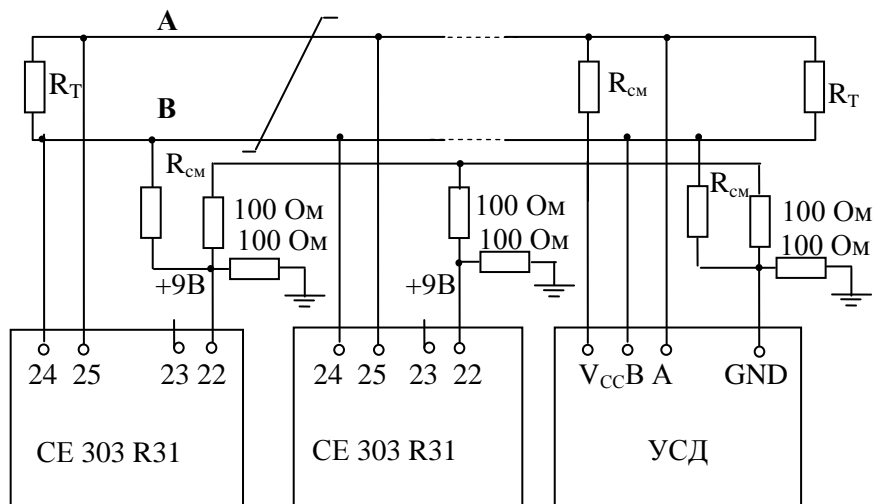 A
R_T
B
R_см
R_T
R_см
R_см
100 Ом
100 Ом
+9В
100 Ом
100 Ом
+9В
100 Ом
100 Ом
24 25 23 22
24 25 23 22
V_CC B A GND
CE 303 R31
CE 303 R31
УСД